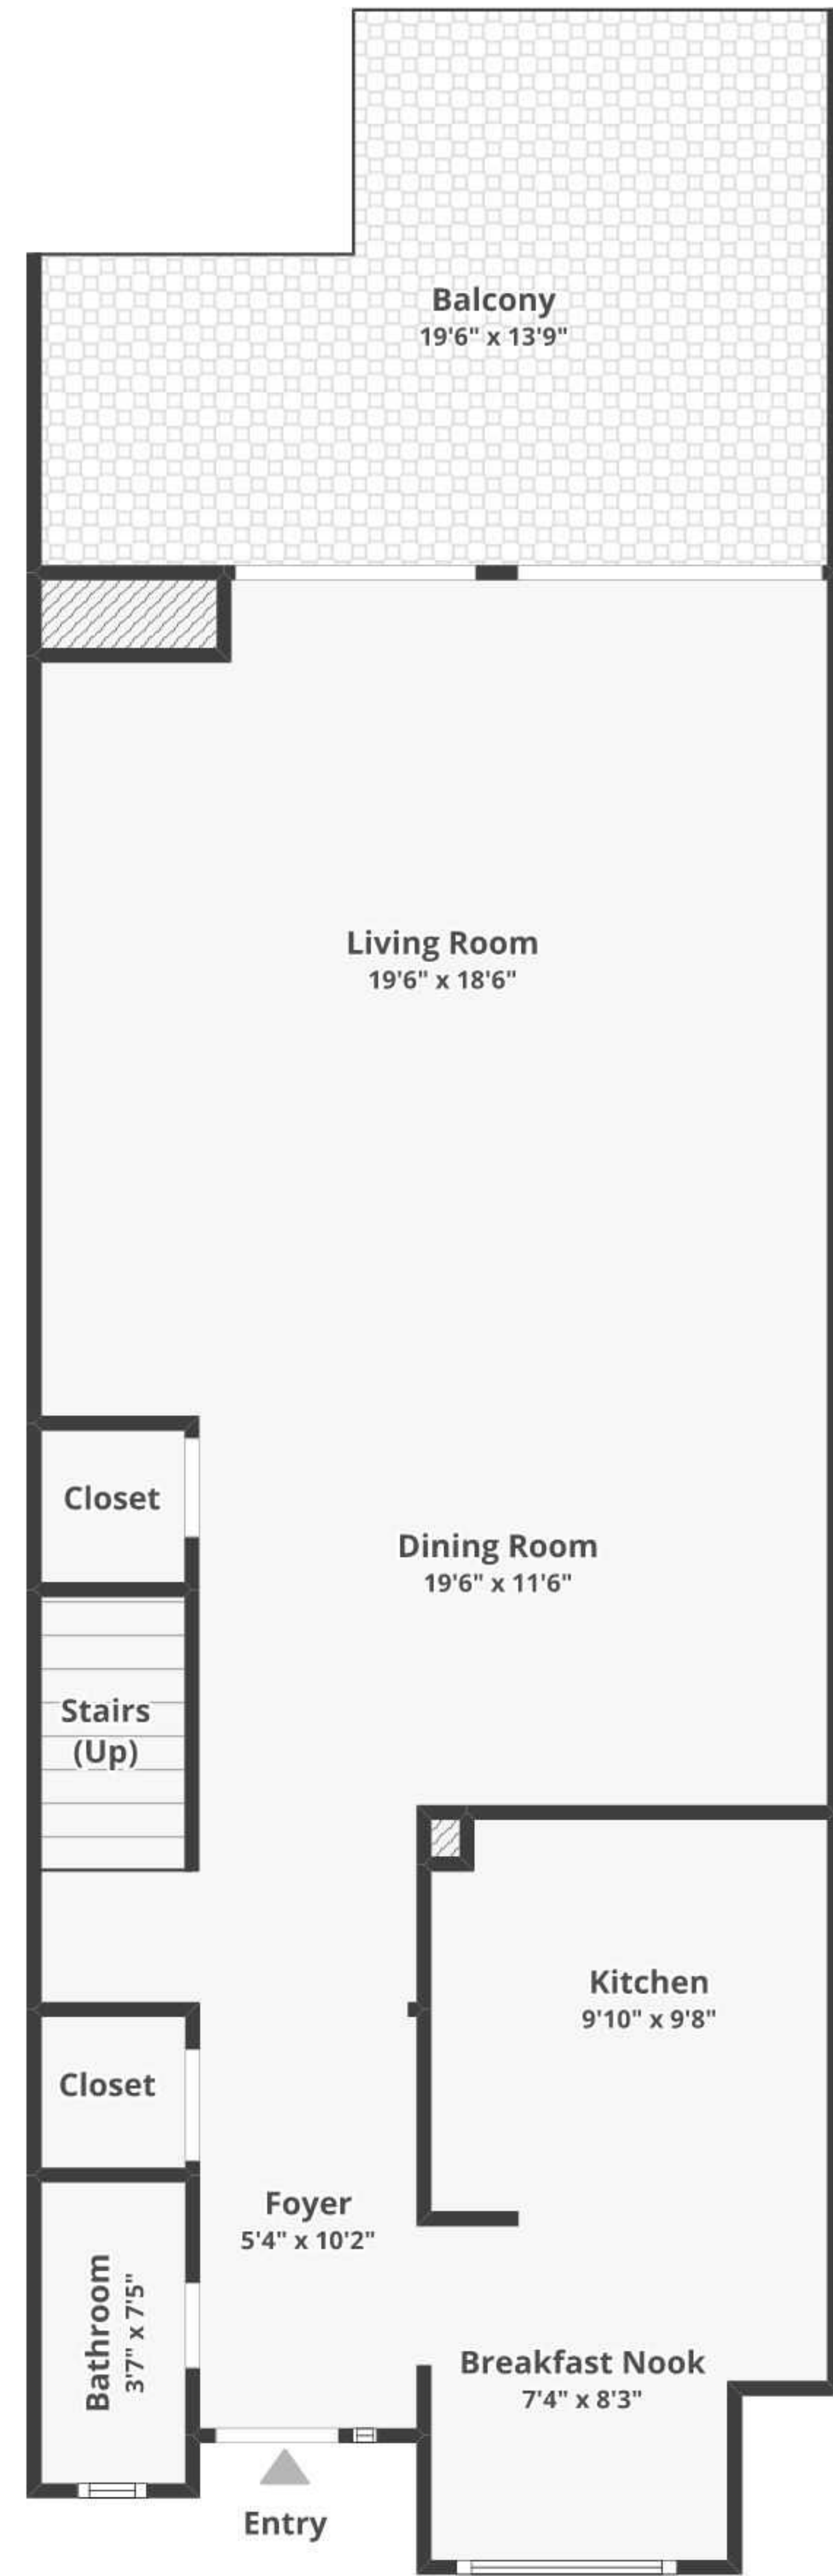 Balcony
19'6" x 13'9"
Living Room
19'6" x 18'6"
Closet
Dining Room
19'6" x 11'6"
Stairs
(Up)
Kitchen
9'10" x 9'8"
Closet
Foyer
5'4" x 10'2"
Bathroom
3'7" x 7'5"
Breakfast Nook
7'4" x 8'3"
Entry